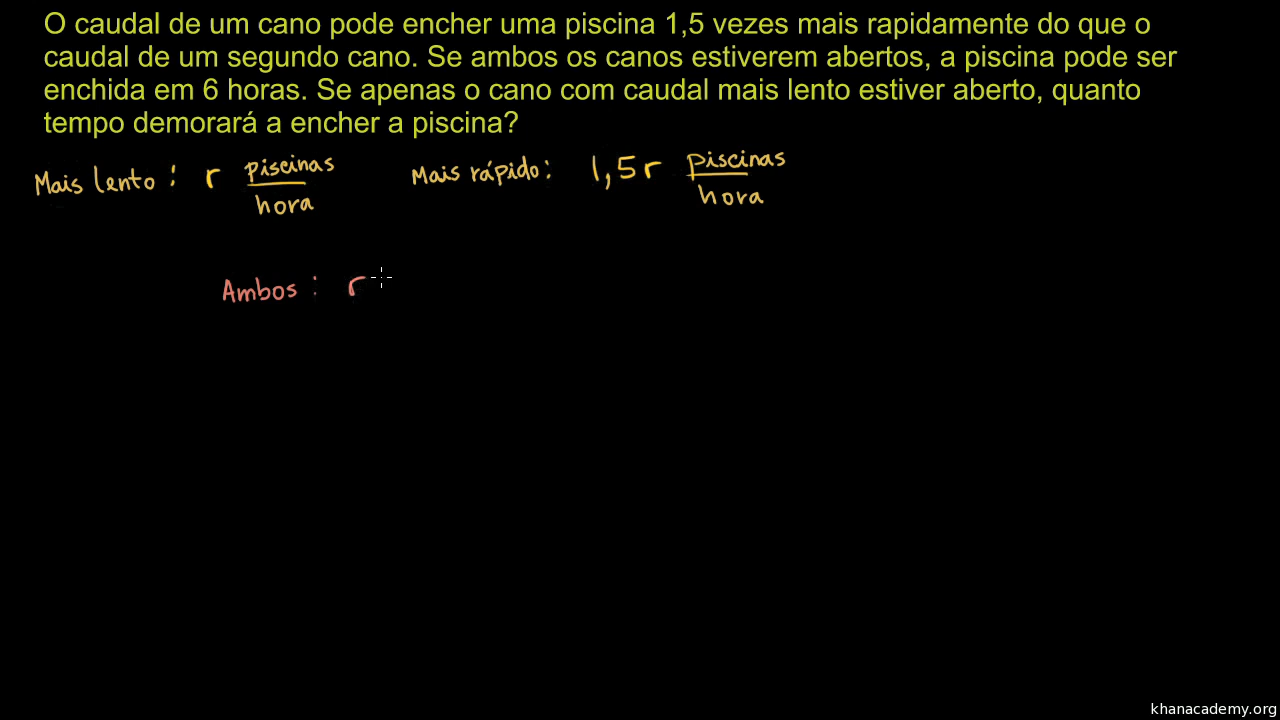 O caudal de um cano pode encher uma piscina 1,5 vezes mais rapidamente do que o
caudal de um segundo cano. Se ambos os canos estiverem abertos, a piscina pode ser
enchida em 6 horas. Se apenas o cano com caudal mais lento estiver aberto, quanto
tempo demorará a encher a piscina?
Mais lento: r piscinas/hora Mais rápido: 1,5r piscinas/hora
Ambos: r
khanacademy.org